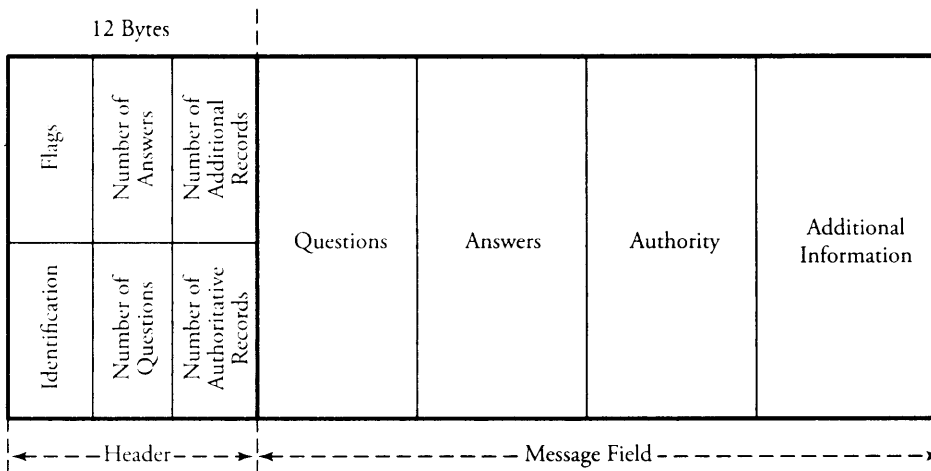 12 Bytes
Flags
Number of
Answers
Number of
Additional
Records
Identification
Number of
Questions
Number of
Authoritative
Records
Questions
Answers
Authority
Additional
Information
Header
Message Field